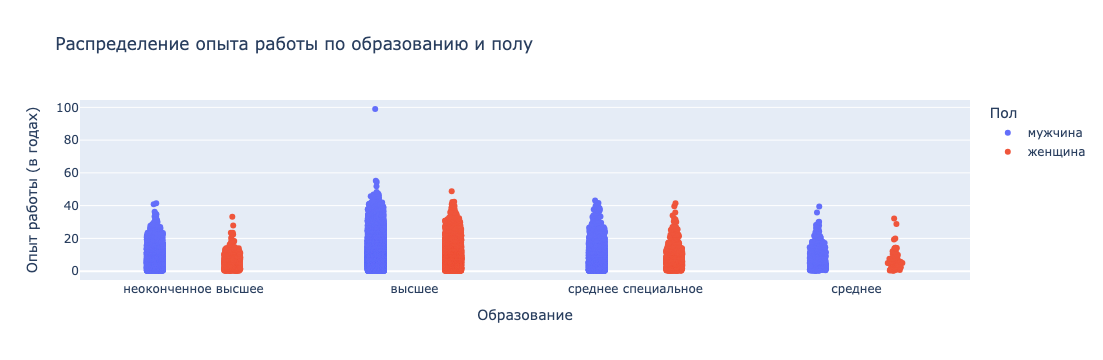 Распределение опыта работы по образованию и полу
Опыт работы (в годах)
100
80
60
40
20
0
неоконченное высшее
высшее
среднее специальное
среднее
Образование
Пол
мужчина
женщина